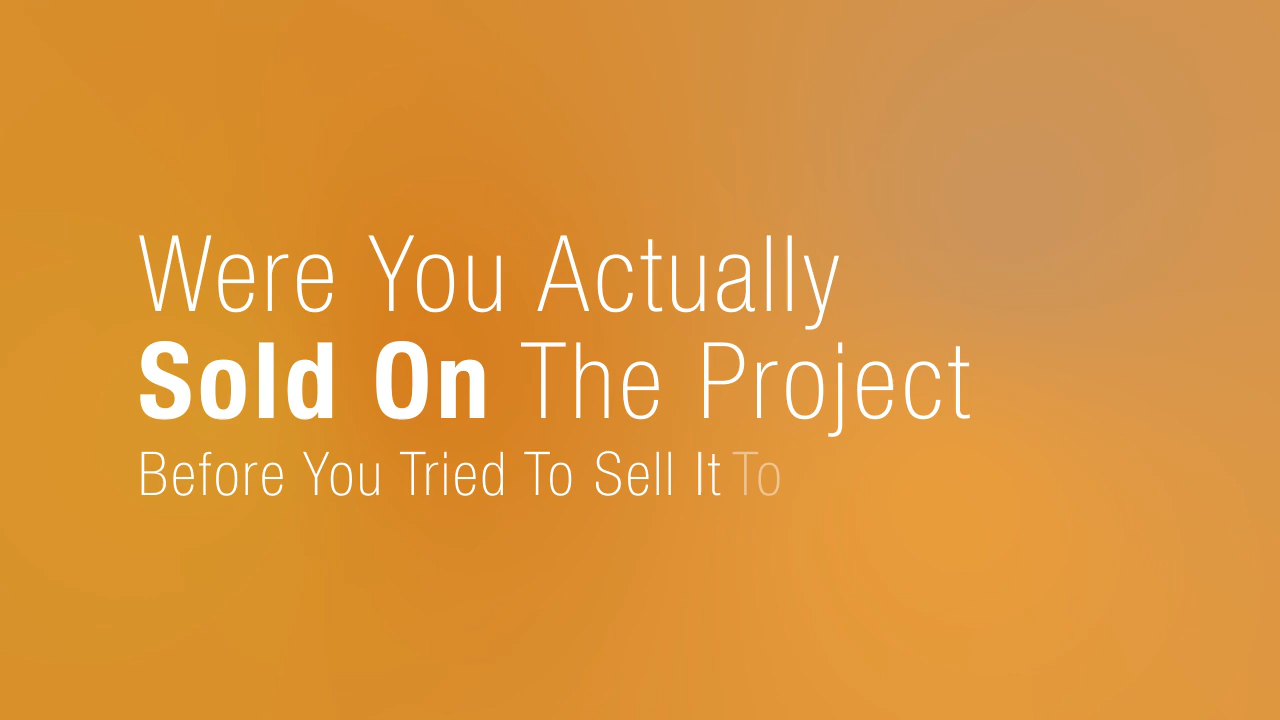 Were You Actually
Sold On The Project
Before You Tried To Sell It To